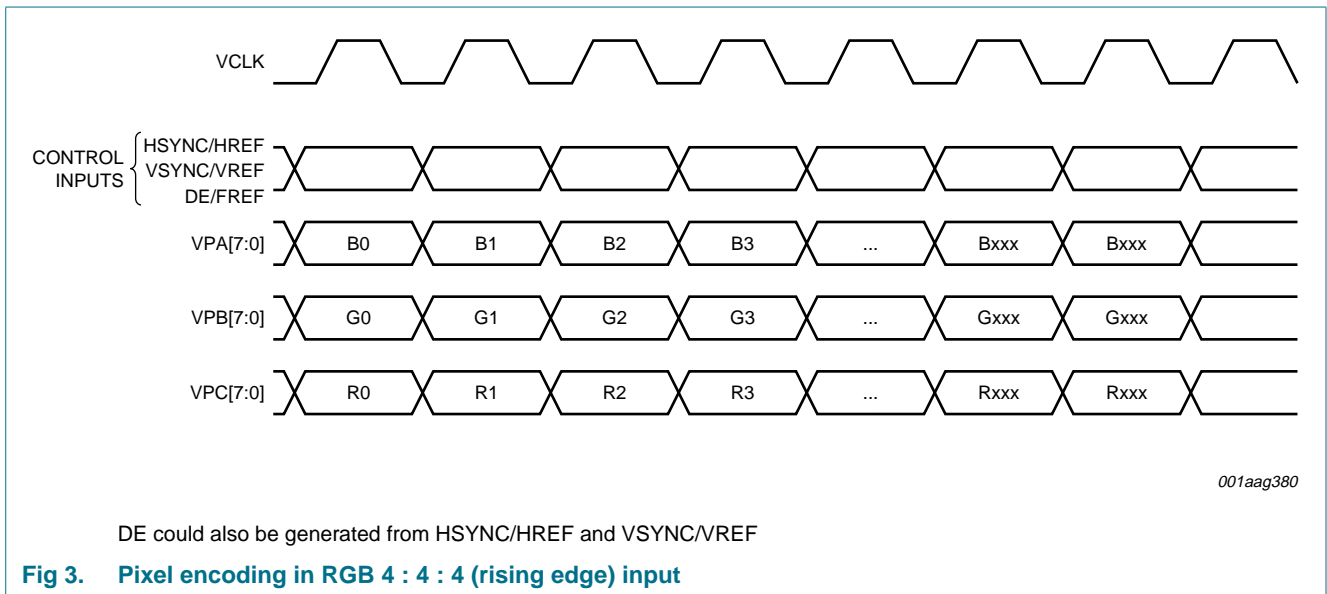 VCLK
CONTROL INPUTS
HSYNC/HREF
VSYNC/VREF
DE/FREF
VPA[7:0] B0 B1 B2 B3 ... Bxxx Bxxx
VPB[7:0] G0 G1 G2 G3 ... Gxxx Gxxx
VPC[7:0] R0 R1 R2 R3 ... Rxxx Rxxx
001aag380
DE could also be generated from HSYNC/HREF and VSYNC/VREF
Fig 3. Pixel encoding in RGB 4 : 4 : 4 (rising edge) input